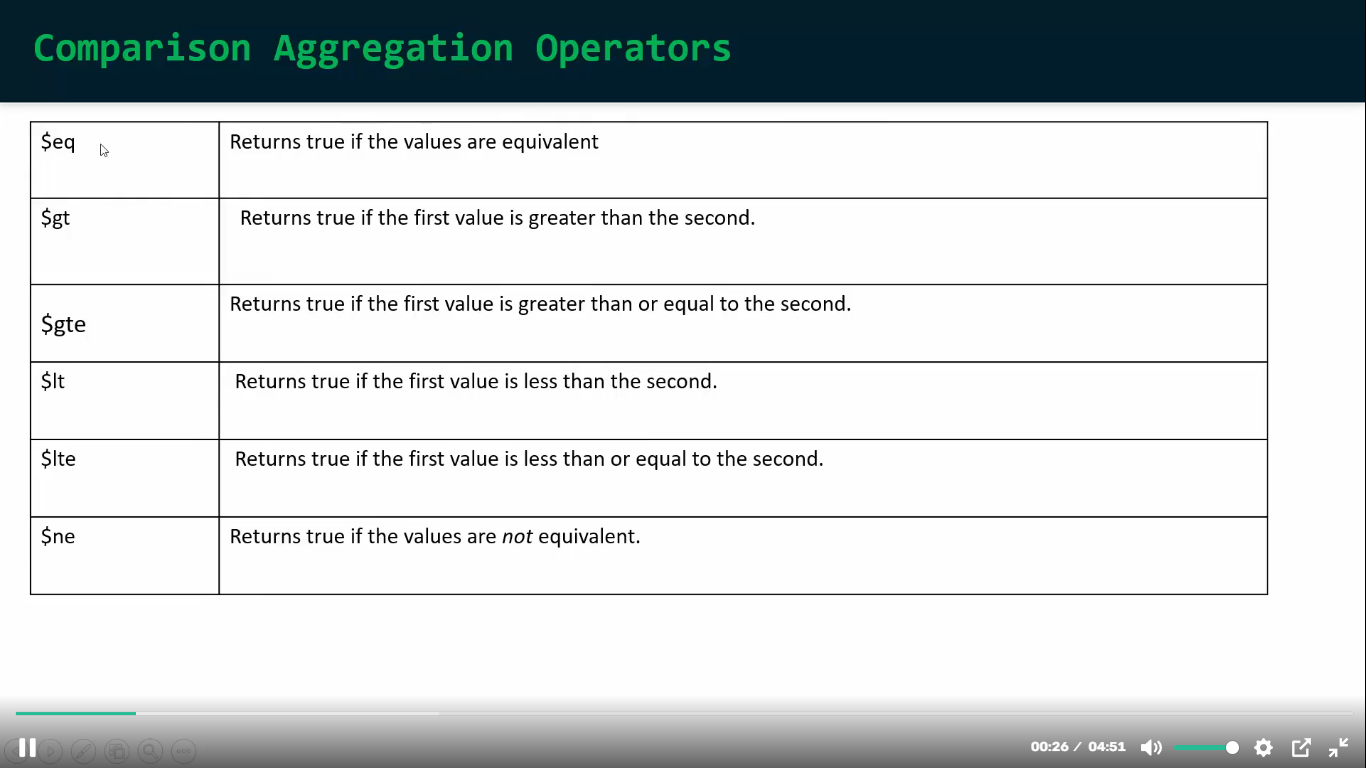 Comparison Aggregation Operators
$eq
Returns true if the values are equivalent
$gt
Returns true if the first value is greater than the second.
$gte
Returns true if the first value is greater than or equal to the second.
$lt
Returns true if the first value is less than the second.
$lte
Returns true if the first value is less than or equal to the second.
$ne
Returns true if the values are not equivalent.
00:26 / 04:51